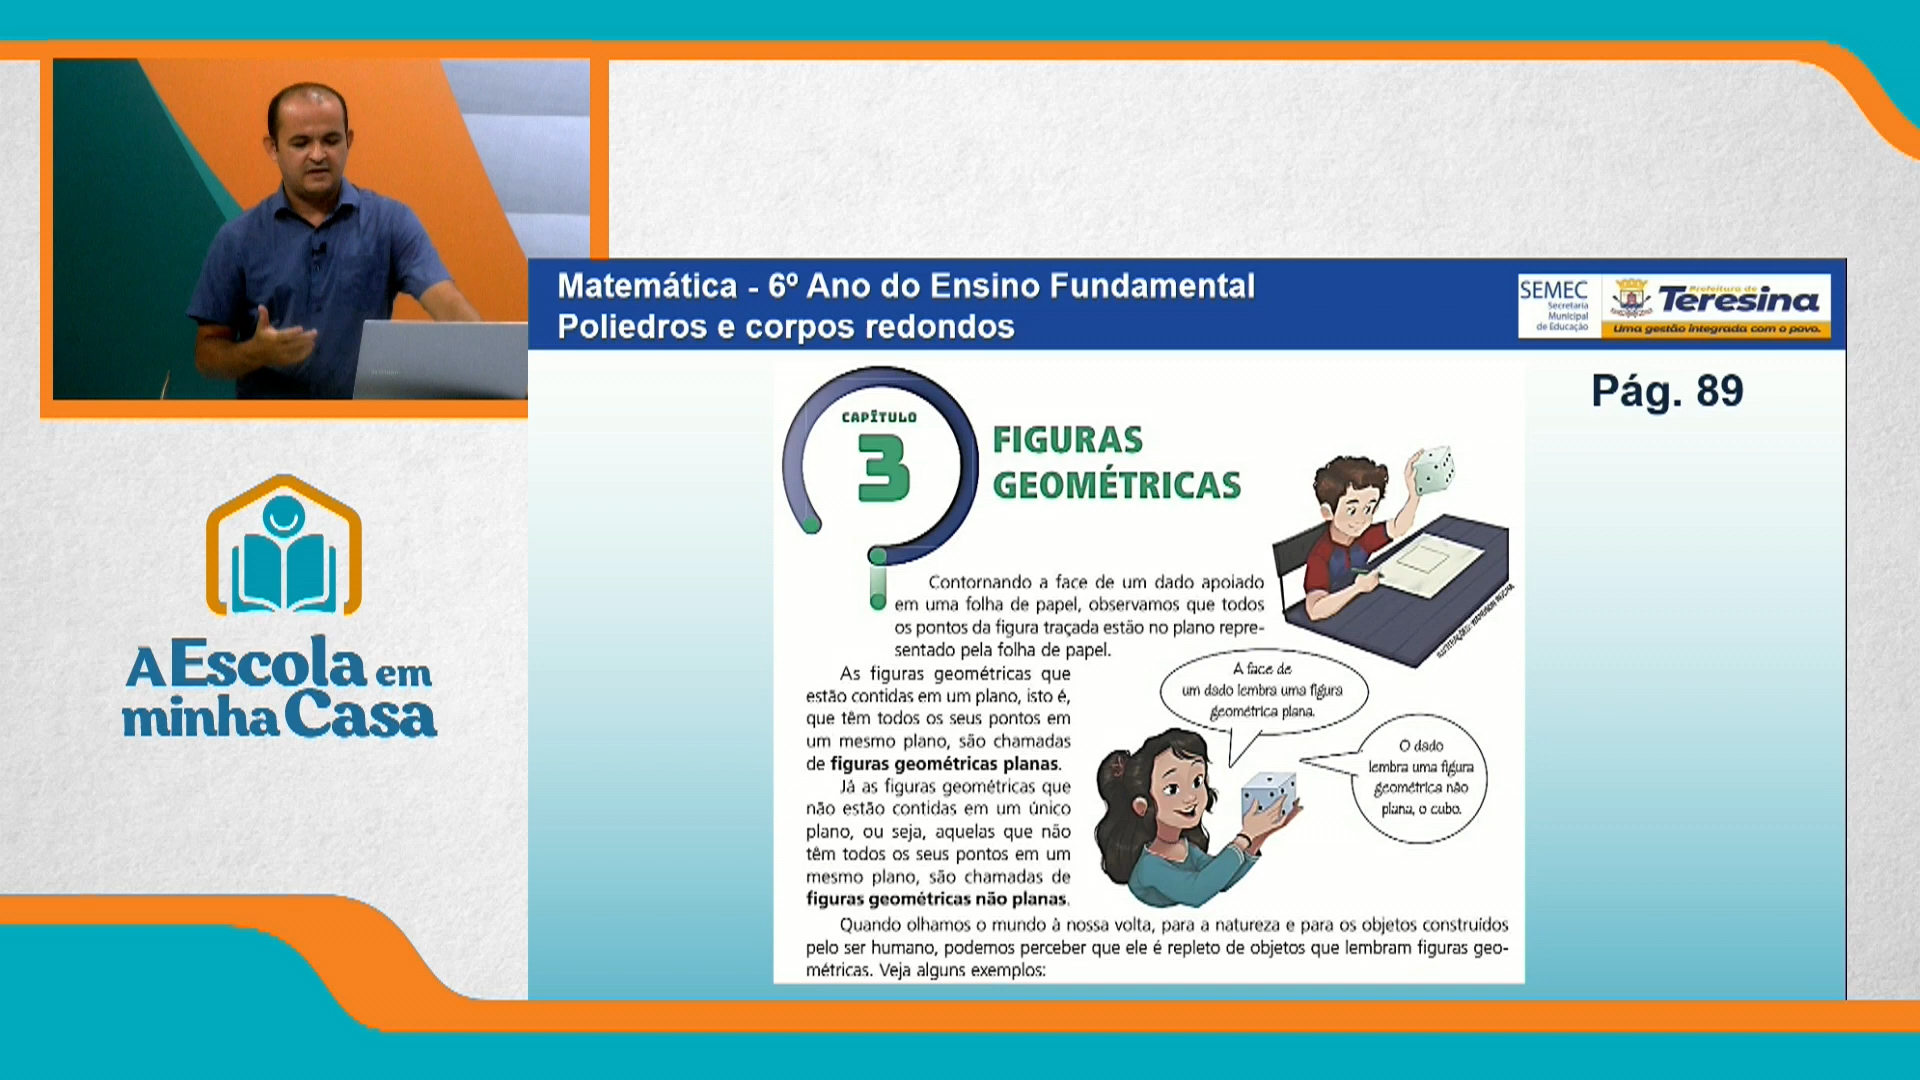 Matemática - 6º Ano do Ensino Fundamental
Poliedros e corpos redondos
SEMEC
Secretaria
Municipal
de Educação
Prefeitura de
Teresina
Uma gestão integrada com o povo.
Pág. 89
CAPÍTULO
3
FIGURAS
GEOMÉTRICAS
Contornando a face de um dado apoiado
em uma folha de papel, observamos que todos
os pontos da figura traçada estão no plano repre-
sentado pela folha de papel.
As figuras geométricas que
estão contidas em um plano, isto é,
que têm todos os seus pontos em
um mesmo plano, são chamadas
de figuras geométricas planas.
Já as figuras geométricas que
não estão contidas em um único
plano, ou seja, aquelas que não
têm todos os seus pontos em um
mesmo plano, são chamadas de
figuras geométricas não planas.
A face de
um dado lembra uma figura
geométrica plana.
O dado
lembra uma figura
geométrica não
plana, o cubo.
Quando olhamos o mundo à nossa volta, para a natureza e para os objetos construídos
pelo ser humano, podemos perceber que ele é repleto de objetos que lembram figuras geo-
métricas. Veja alguns exemplos:
A Escola em
minha Casa